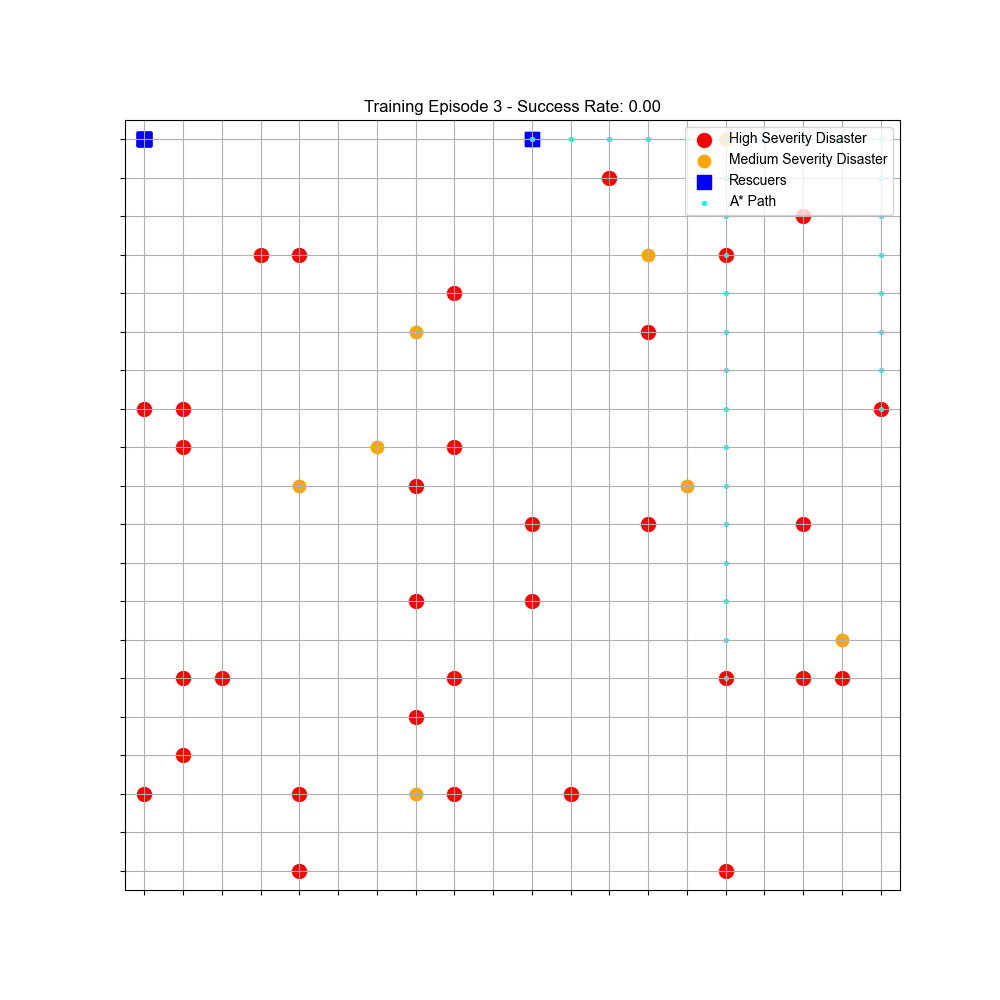 Training Episode 3 - Success Rate: 0.00
High Severity Disaster
Medium Severity Disaster
Rescuers
A* Path